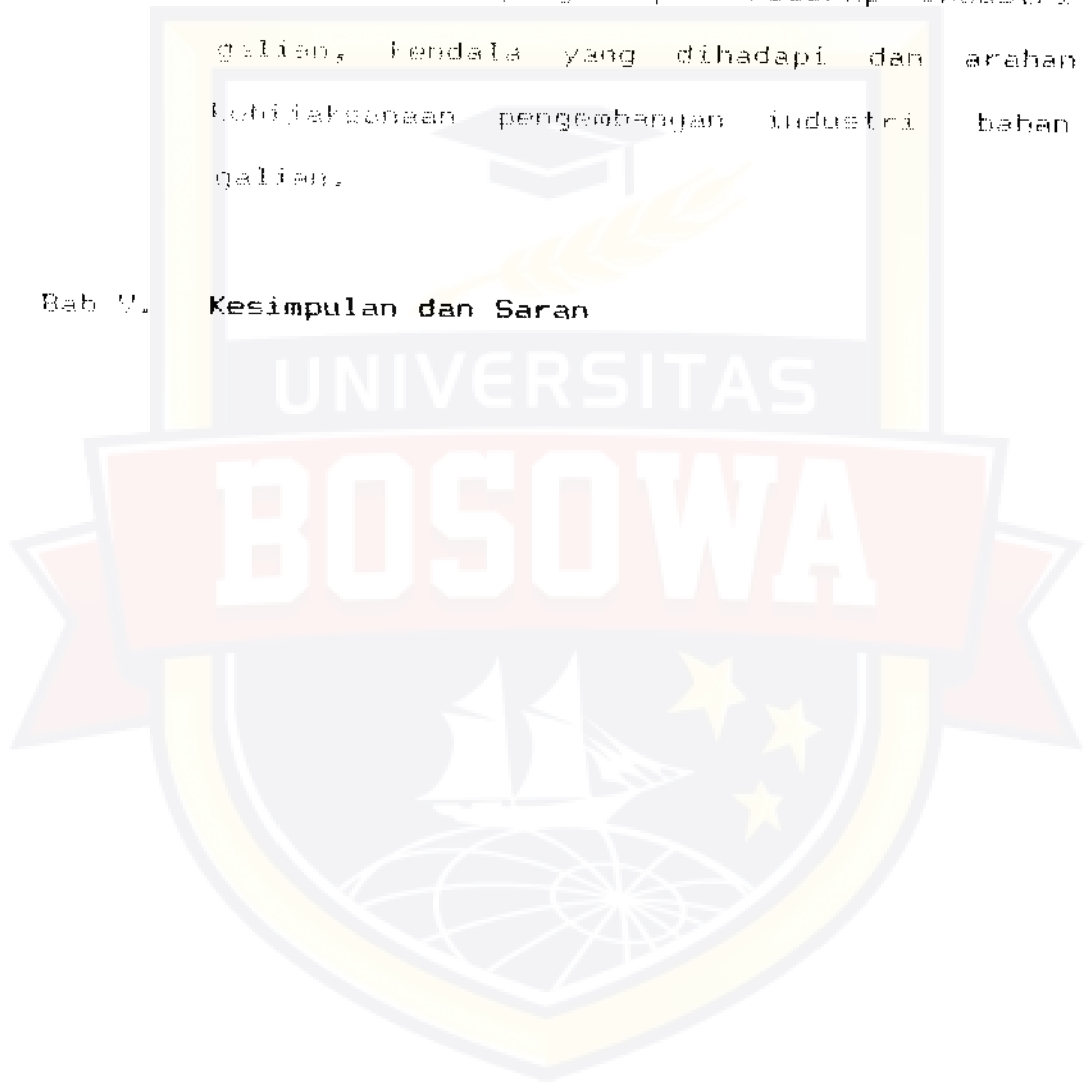 galian, kendala yang dihadapi dan arahan
kebijaksanaan pengembangan industri bahan
galian.
Bab V. Kesimpulan dan Saran
UNIVERSITAS
BOSOWA